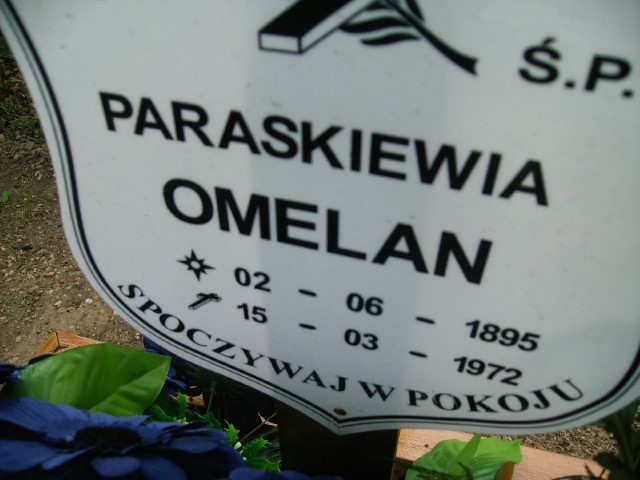 Ś.P.
PARASKIEWIA
OMELAN
02 - 06 - 1895
15 - 03 - 1972
SPOCZYWAJ W POKOJU